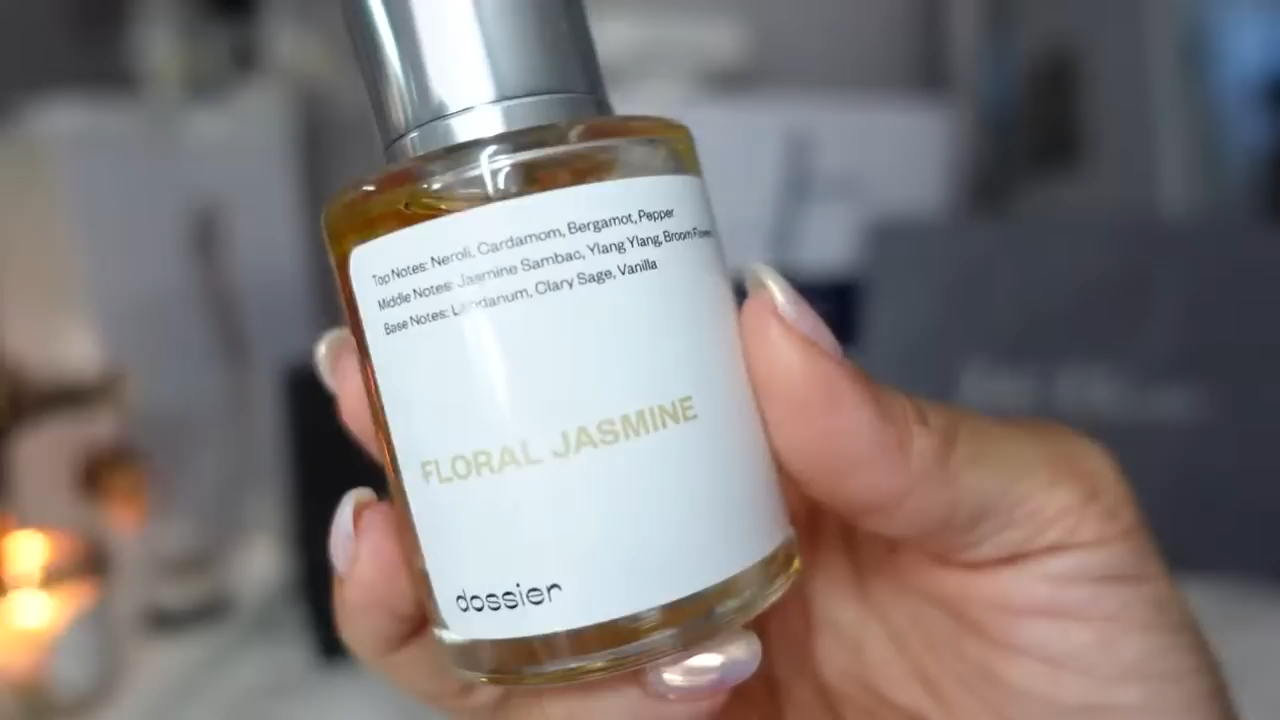 Top Notes: Neroli, Cardamom, Bergamot, Pepper
Middle Notes: Jasmine Sambac, Ylang Ylang, Broom
Base Notes: Clary Sage, Vanilla
FLORAL JASMINE
dossier